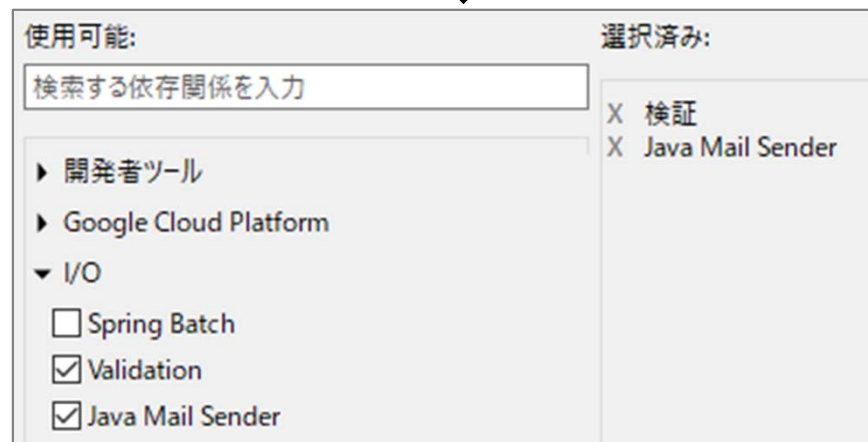 使用可能:
検索する依存関係を入力
開発者ツール
Google Cloud Platform
I/O
Spring Batch
Validation
Java Mail Sender
選択済み:
X 検証
X Java Mail Sender